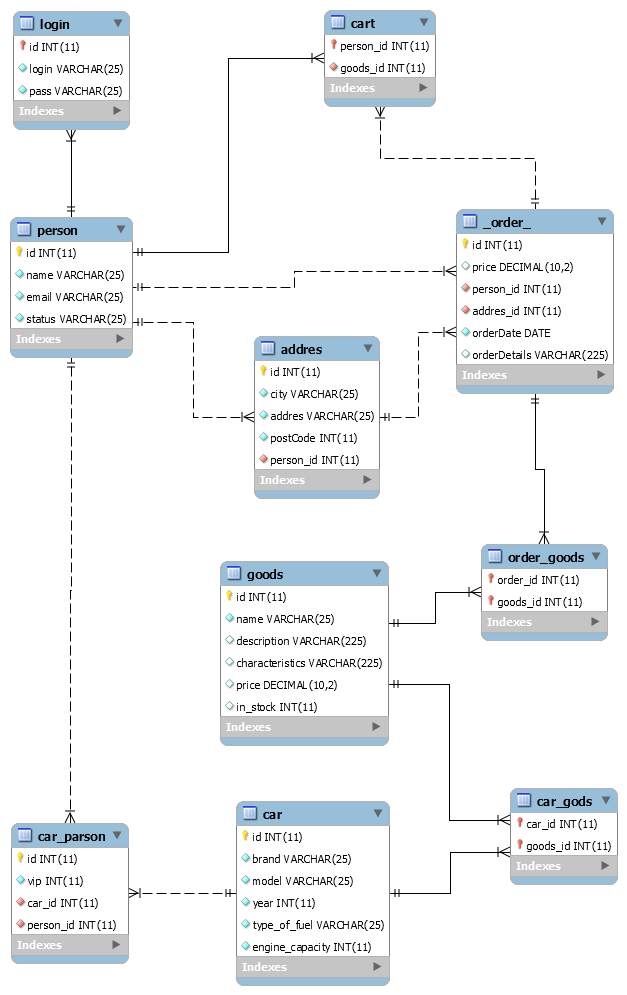 login
id INT(11)
login VARCHAR(25)
pass VARCHAR(25)
Indexes
cart
person_id INT(11)
goods_id INT(11)
Indexes
person
id INT(11)
name VARCHAR(25)
email VARCHAR(25)
status VARCHAR(25)
Indexes
_order_
id INT(11)
price DECIMAL(10,2)
person_id INT(11)
addres_id INT(11)
orderDate DATE
orderDetails VARCHAR(225)
Indexes
addres
id INT(11)
city VARCHAR(25)
addres VARCHAR(25)
postCode INT(11)
person_id INT(11)
Indexes
order_goods
order_id INT(11)
goods_id INT(11)
Indexes
goods
id INT(11)
name VARCHAR(25)
description VARCHAR(225)
characteristics VARCHAR(225)
price DECIMAL(10,2)
in_stock INT(11)
Indexes
car_gods
car_id INT(11)
goods_id INT(11)
Indexes
car
id INT(11)
brand VARCHAR(25)
model VARCHAR(25)
year INT(11)
type_of_fuel VARCHAR(25)
engine_capacity INT(11)
Indexes
car_parson
id INT(11)
vip INT(11)
car_id INT(11)
person_id INT(11)
Indexes